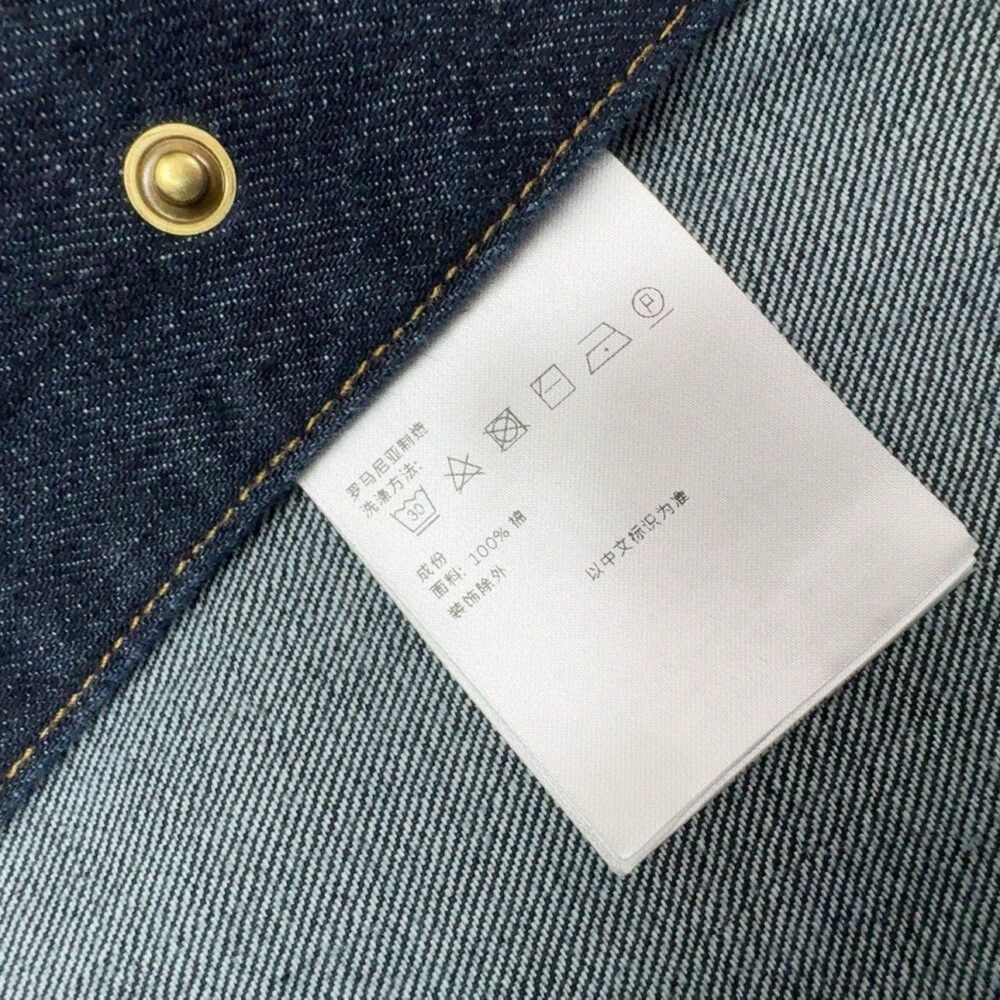 罗马尼亚制造
洗涤方法:
30
P
成份
面料: 100% 棉
装饰除外
以中文标识为准